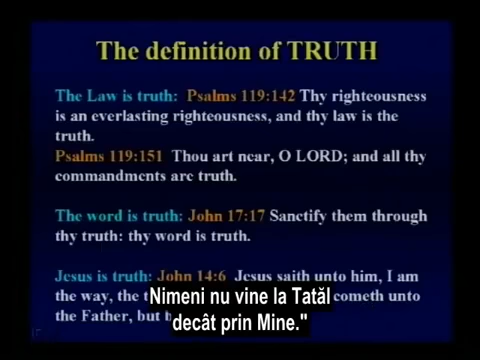 The definition of TRUTH
The Law is truth: Psalms 119:142 Thy righteousness
is an everlasting righteousness, and thy law is the
truth.
Psalms 119:151 Thou art near, O LORD; and all thy
commandments are truth.
The word is truth: John 17:17 Sanctify them through
thy truth: thy word is truth.
Jesus is truth: John 14:6 Jesus saith unto him, I am
the way, the cometh unto
the Father, but
Nimeni nu vine la Tatăl
decât prin Mine."